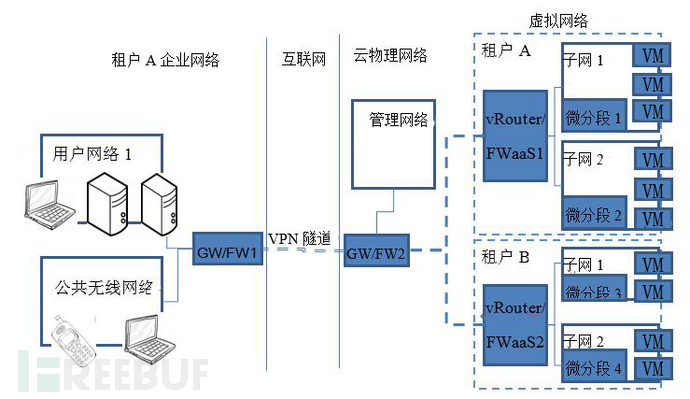 虚拟网络
租户 A 企业网络
互联网
云物理网络
用户网络 1
公共无线网络
GW/FW1
VPN 隧道
管理网络
GW/FW2
租户 A
vRouter/
FWaaS1
子网 1
微分段 1
VM
VM
VM
子网 2
微分段 2
VM
VM
VM
租户 B
vRouter/
FWaaS2
子网 1
微分段 3
VM
VM
子网 2
微分段 4
VM
VM
FREEBUF